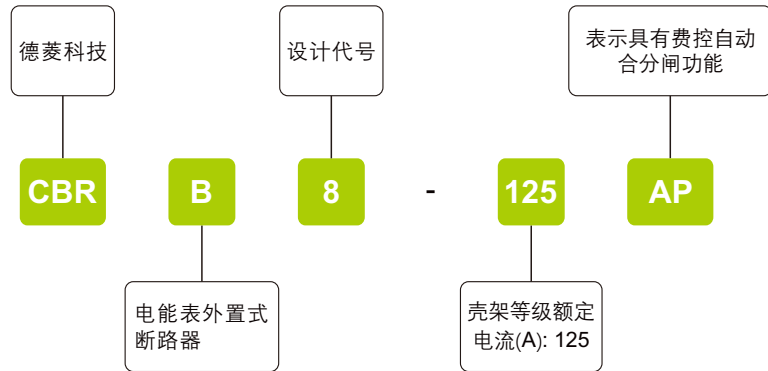 德菱科技
设计代号
表示具有费控自动
合分闸功能
CBR B 8 - 125 AP
电能表外置式
断路器
壳架等级额定
电流(A): 125